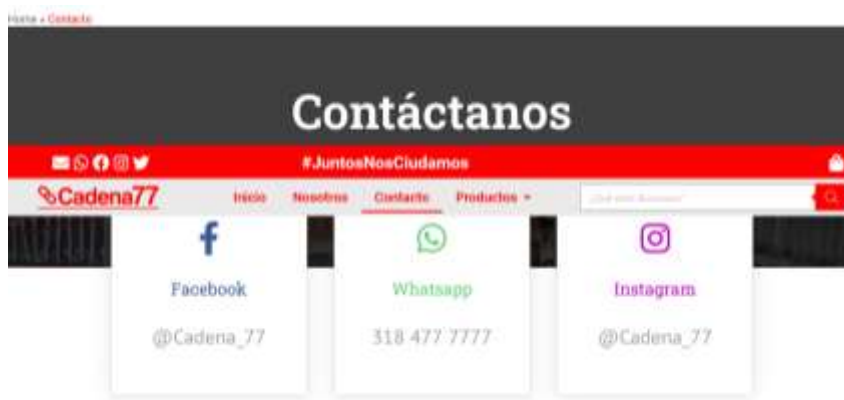 Home » Contacto
Contáctanos
#JuntosNosCiudamos
Cadena77 Inicio Nosotros Contacto Productos
Facebook Whatsapp Instagram
@Cadena_77 318 477 7777 @Cadena_77